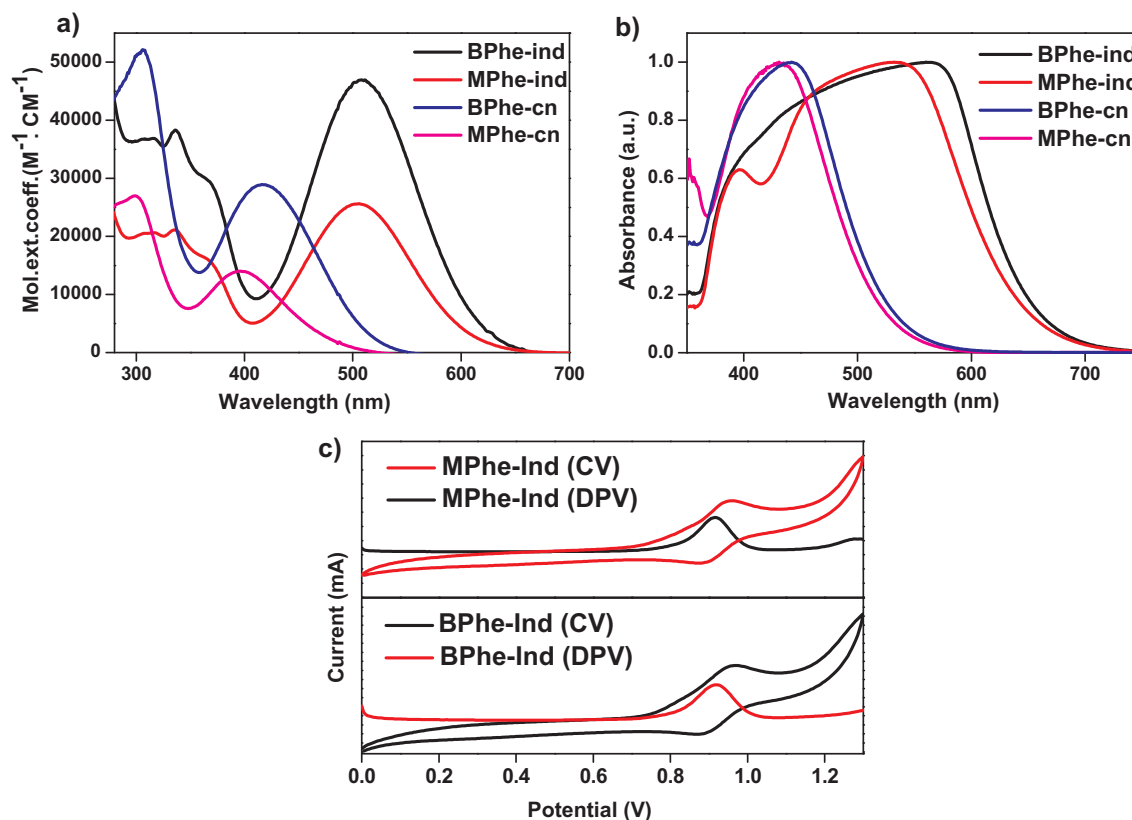 a)
BPhe-ind
MPhe-ind
BPhe-cn
MPhe-cn
Mol.ext.coeff.(M⁻¹. CM⁻¹)
50000
40000
30000
20000
10000
0
300 400 500 600 700
Wavelength (nm)
b)
BPhe-ind
MPhe-ind
BPhe-cn
MPhe-cn
Absorbance (a.u.)
1.0
0.8
0.6
0.4
0.2
0.0
400 500 600 700
Wavelength (nm)
c)
MPhe-Ind (CV)
MPhe-Ind (DPV)
BPhe-Ind (CV)
BPhe-Ind (DPV)
Current (mA)
0.0 0.2 0.4 0.6 0.8 1.0 1.2
Potential (V)